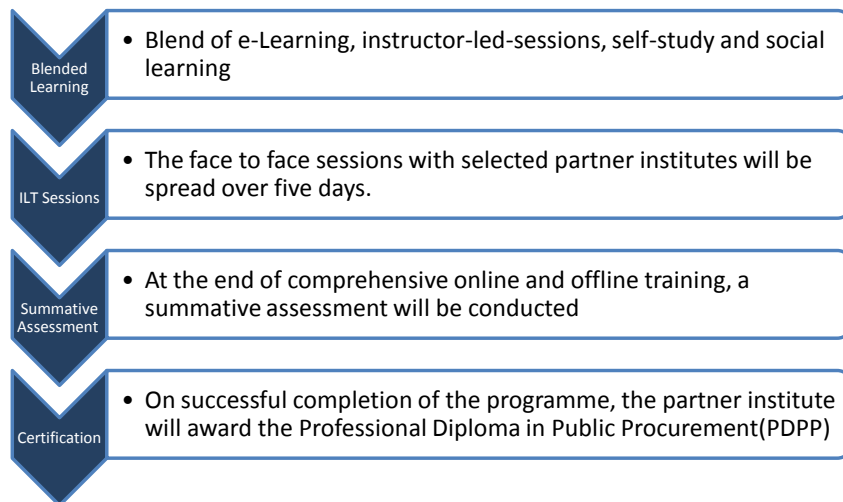 Blended
Learning
• Blend of e-Learning, instructor-led-sessions, self-study and social
learning
ILT Sessions
• The face to face sessions with selected partner institutes will be
spread over five days.
Summative
Assessment
• At the end of comprehensive online and offline training, a
summative assessment will be conducted
Certification
• On successful completion of the programme, the partner institute
will award the Professional Diploma in Public Procurement(PDPP)